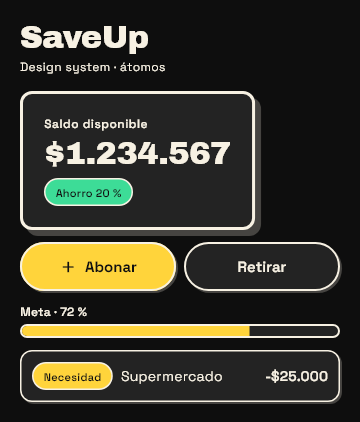 SaveUp
Design system · átomos
Saldo disponible
$1.234.567
Ahorro 20 %
+ Abonar
Retirar
Meta · 72 %
Necesidad
Supermercado
-$25.000